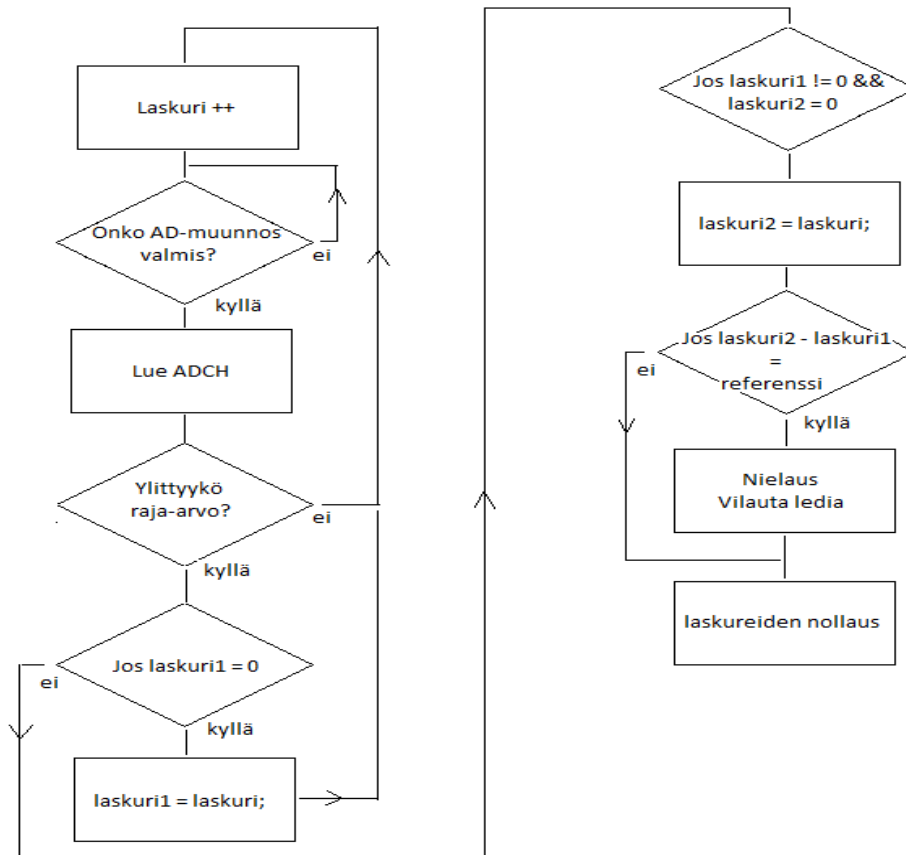 Laskuri ++
Onko AD-muunnos
valmis?
ei
kyllä
Lue ADCH
Ylittyykö
raja-arvo?
ei
kyllä
Jos laskuri1 = 0
ei
kyllä
laskuri1 = laskuri;
Jos laskuri1 != 0 &&
laskuri2 = 0
laskuri2 = laskuri;
Jos laskuri2 - laskuri1
=
referenssi
ei
kyllä
Nielaus
Vilauta ledia
laskureiden nollaus